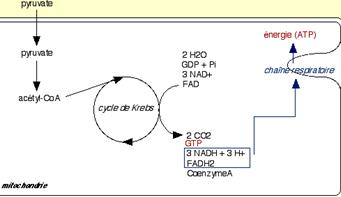 pyruvate
pyruvate
acétyl-CoA
cycle de Krebs
2 H2O
GDP + Pi
3 NAD+
FAD
2 CO2
GTP
3 NADH + 3 H+
FADH2
CoenzymeA
énergie (ATP)
chaîne respiratoire
mitochondrie